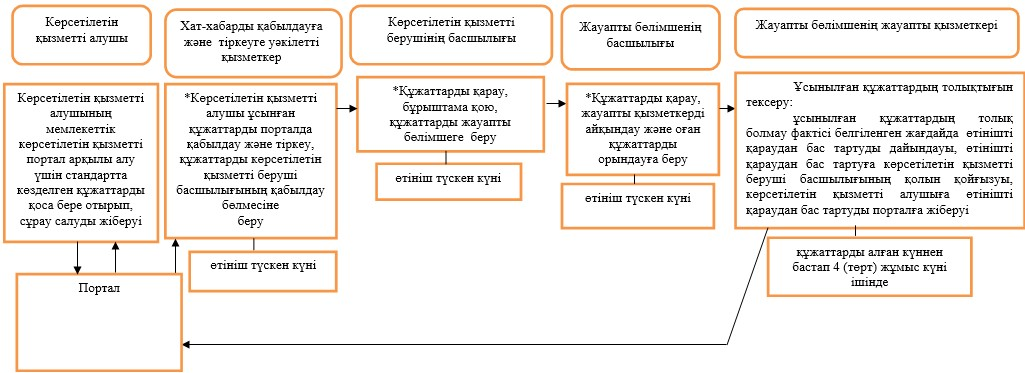 Көрсетілетін
қызметті алушы
Хат-хабарды қабылдауға
және тіркеуге уәкілетті
қызметкер
Көрсетілетін қызметті
берушінің басшылығы
Жауапты бөлімшенің
басшылығы
Жауапты бөлімшенің жауапты қызметкері
Көрсетілетін қызметті
алушының
мемлекеттік
көрсетілетін қызметті
портал арқылы алу
үшін стандартта
көзделген құжаттарды
қоса бере отырып,
сұрау салуды жіберуі
*Көрсетілетін қызметті
алушы ұсынған
құжаттарды порталда
қабылдау және тіркеу,
құжаттарды көрсетілетін
қызметті беруші
басшылығының қабылдау
бөлмесіне
беру
өтініш түскен күні
*Құжаттарды қарау,
бұрыштама қою,
құжаттарды жауапты
бөлімшеге беру
өтініш түскен күні
*Құжаттарды қарау,
жауапты қызметкерді
айқындау және оған
құжаттарды
орындауға беру
өтініш түскен күні
Ұсынылған құжаттардың толықтығын
тексеру:
ұсынылған құжаттардың толық
болмау фактісі белгіленген жағдайда өтінішті
қараудан бас тартуды дайындауы, өтінішті
қараудан бас тартуға көрсетілетін қызметті
беруші басшылығының қолын қойғызуы,
көрсетілетін қызметті алушыға өтінішті
қараудан бас тартуды порталға жіберуі
құжаттарды алған күннен
бастап 4 (төрт) жұмыс күні
ішінде
Портал